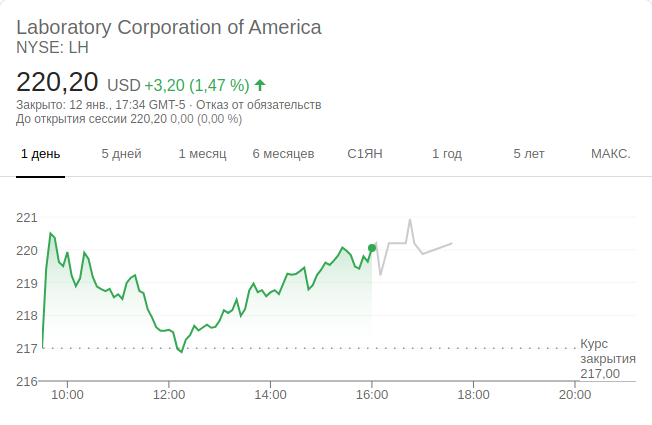 Laboratory Corporation of America
NYSE: LH
220,20 USD +3,20 (1,47 %)
Закрыто: 12 янв., 17:34 GMT-5 · Отказ от обязательств
До открытия сессии 220,20 0,00 (0,00 %)
1 день 5 дней 1 месяц 6 месяцев С1ЯН 1 год 5 лет МАКС.
221
220
219
218
217
Курс
закрытия
217,00
216
10:00 12:00 14:00 16:00 18:00 20:00